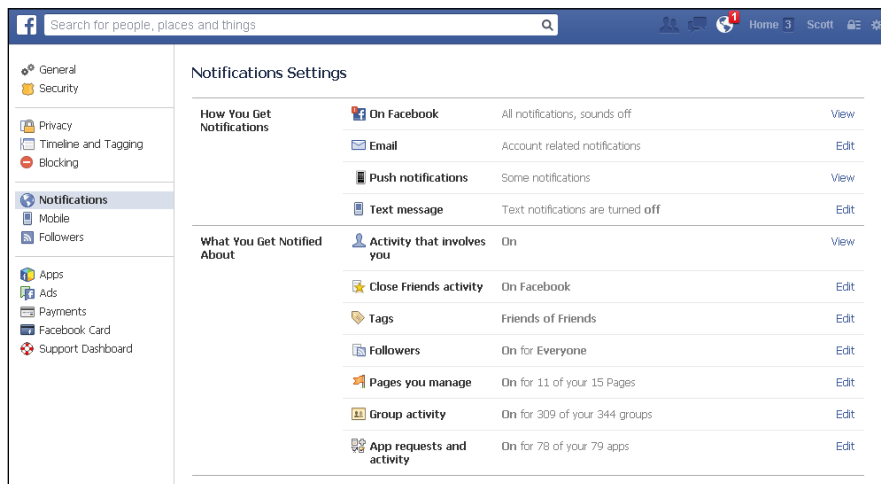 f Search for people, places and things 1 Home 3 Scott
General
Security
Privacy
Timeline and Tagging
Blocking
Notifications
Mobile
Followers
Apps
Ads
Payments
Facebook Card
Support Dashboard
Notifications Settings
How You Get Notifications
On Facebook All notifications, sounds off View
Email Account related notifications Edit
Push notifications Some notifications View
Text message Text notifications are turned off Edit
What You Get Notified About
Activity that involves you On View
Close Friends activity On Facebook Edit
Tags Friends of Friends Edit
Followers On for Everyone Edit
Pages you manage On for 11 of your 15 Pages Edit
Group activity On for 309 of your 344 groups Edit
App requests and activity On for 78 of your 79 apps Edit